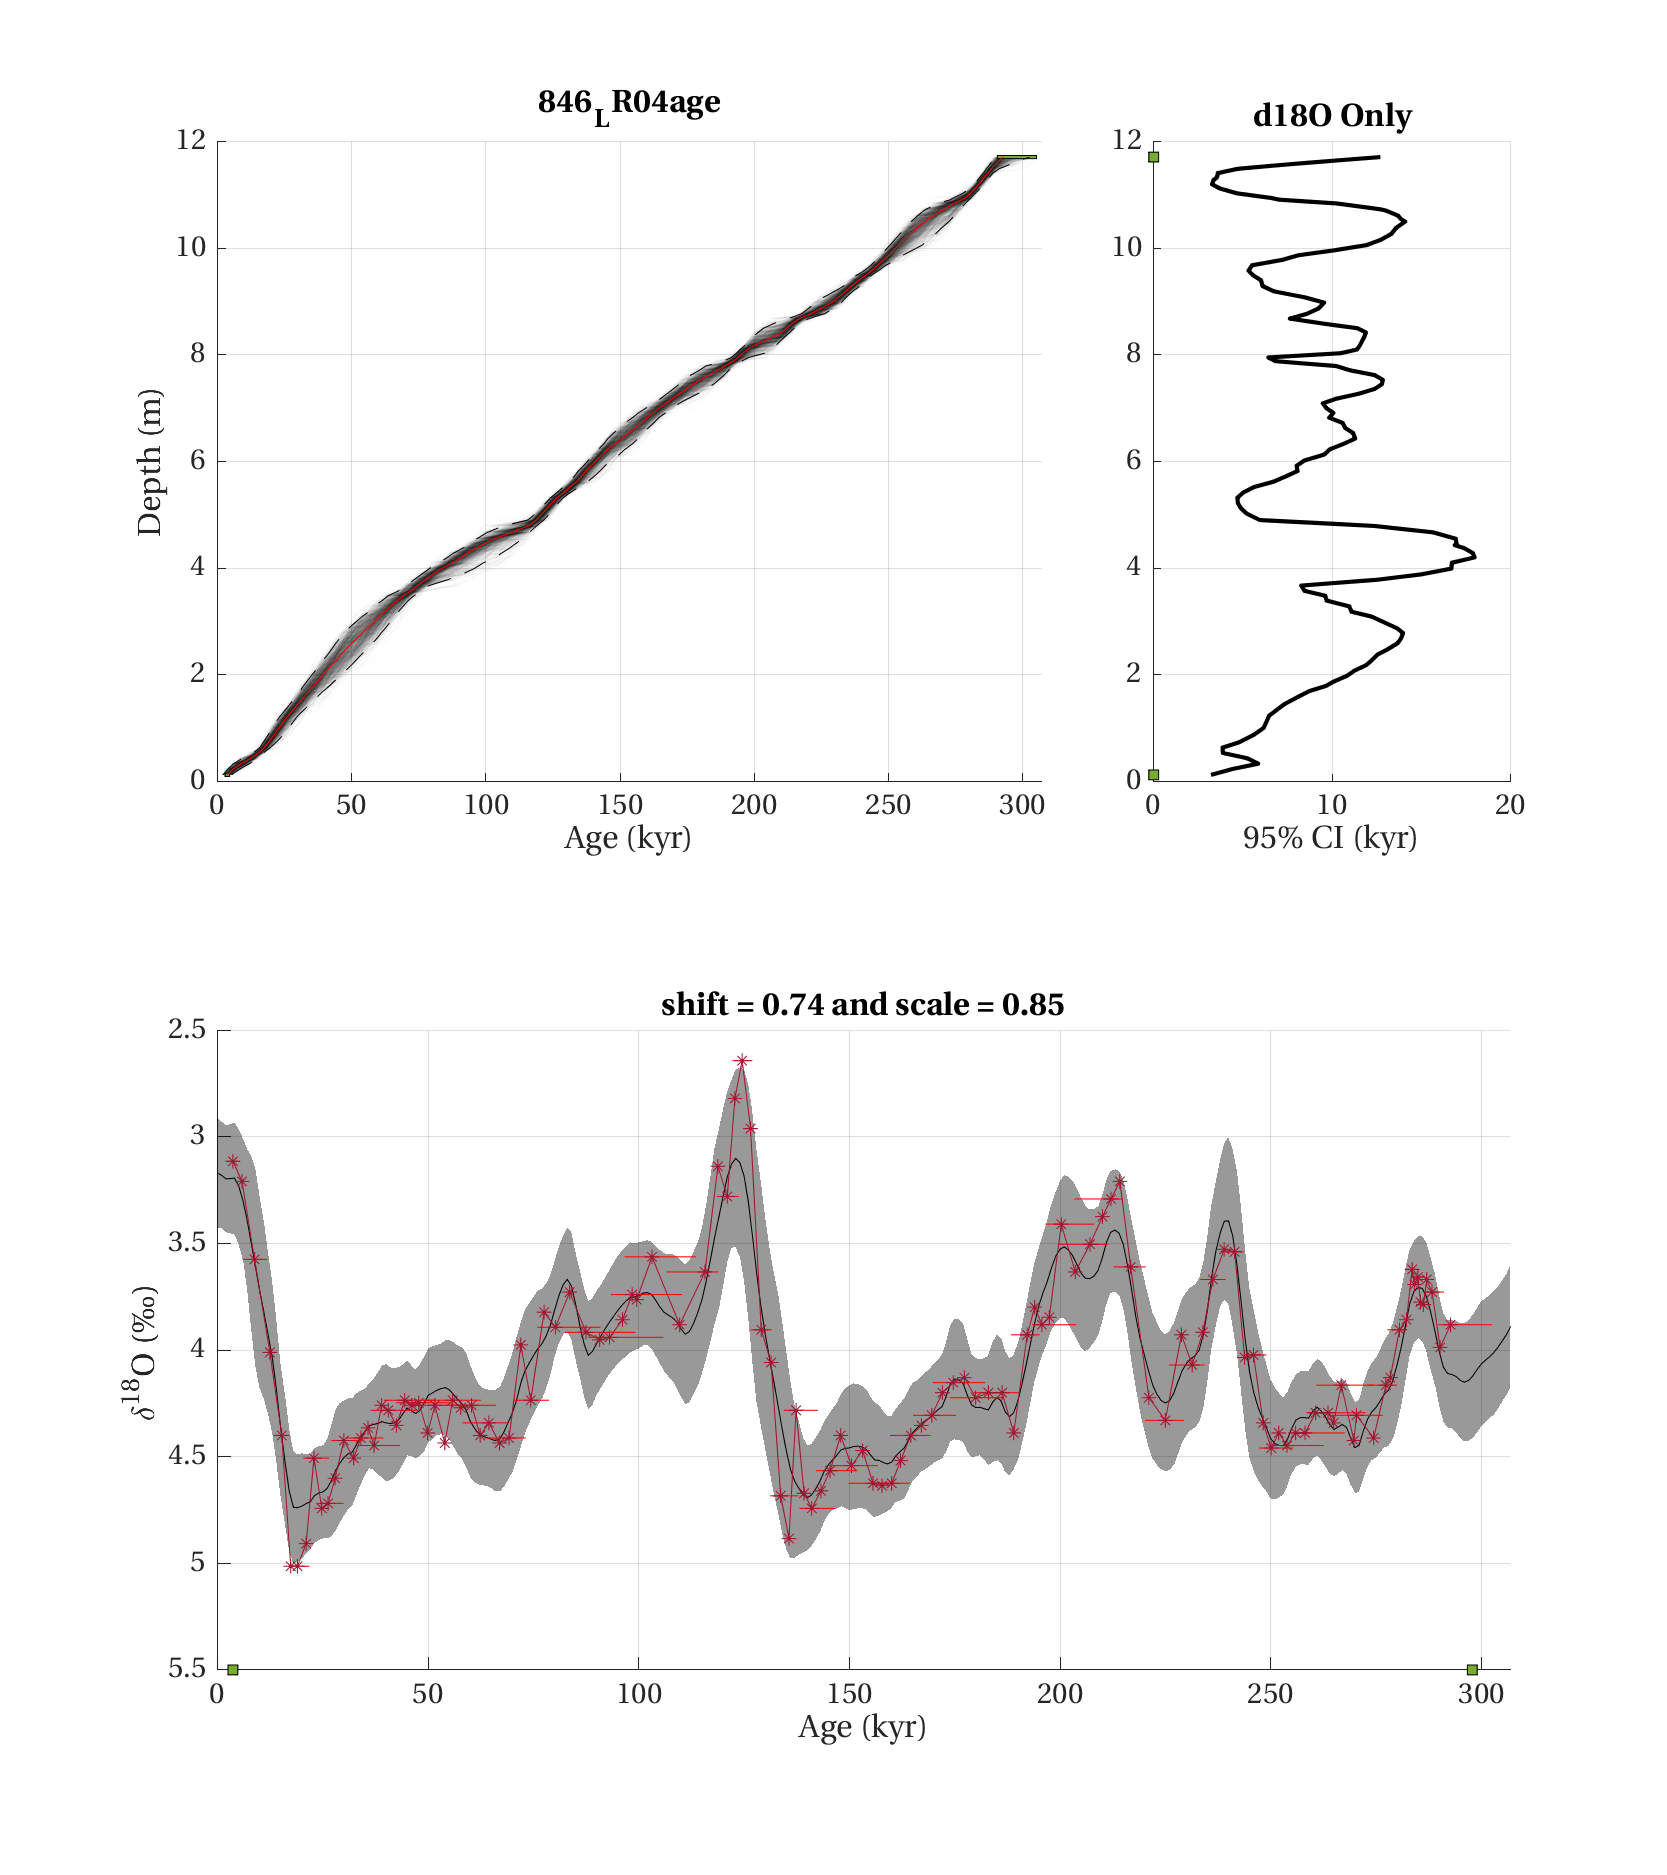 846_LR04age
12
10
8
6
4
2
0
Depth (m)
0 50 100 150 200 250 300
Age (kyr)
d18O Only
12
10
8
6
4
2
0
0 10 20
95% CI (kyr)
shift = 0.74 and scale = 0.85
2.5
3
3.5
4
4.5
5
5.5
δ18O (‰)
0 50 100 150 200 250 300
Age (kyr)